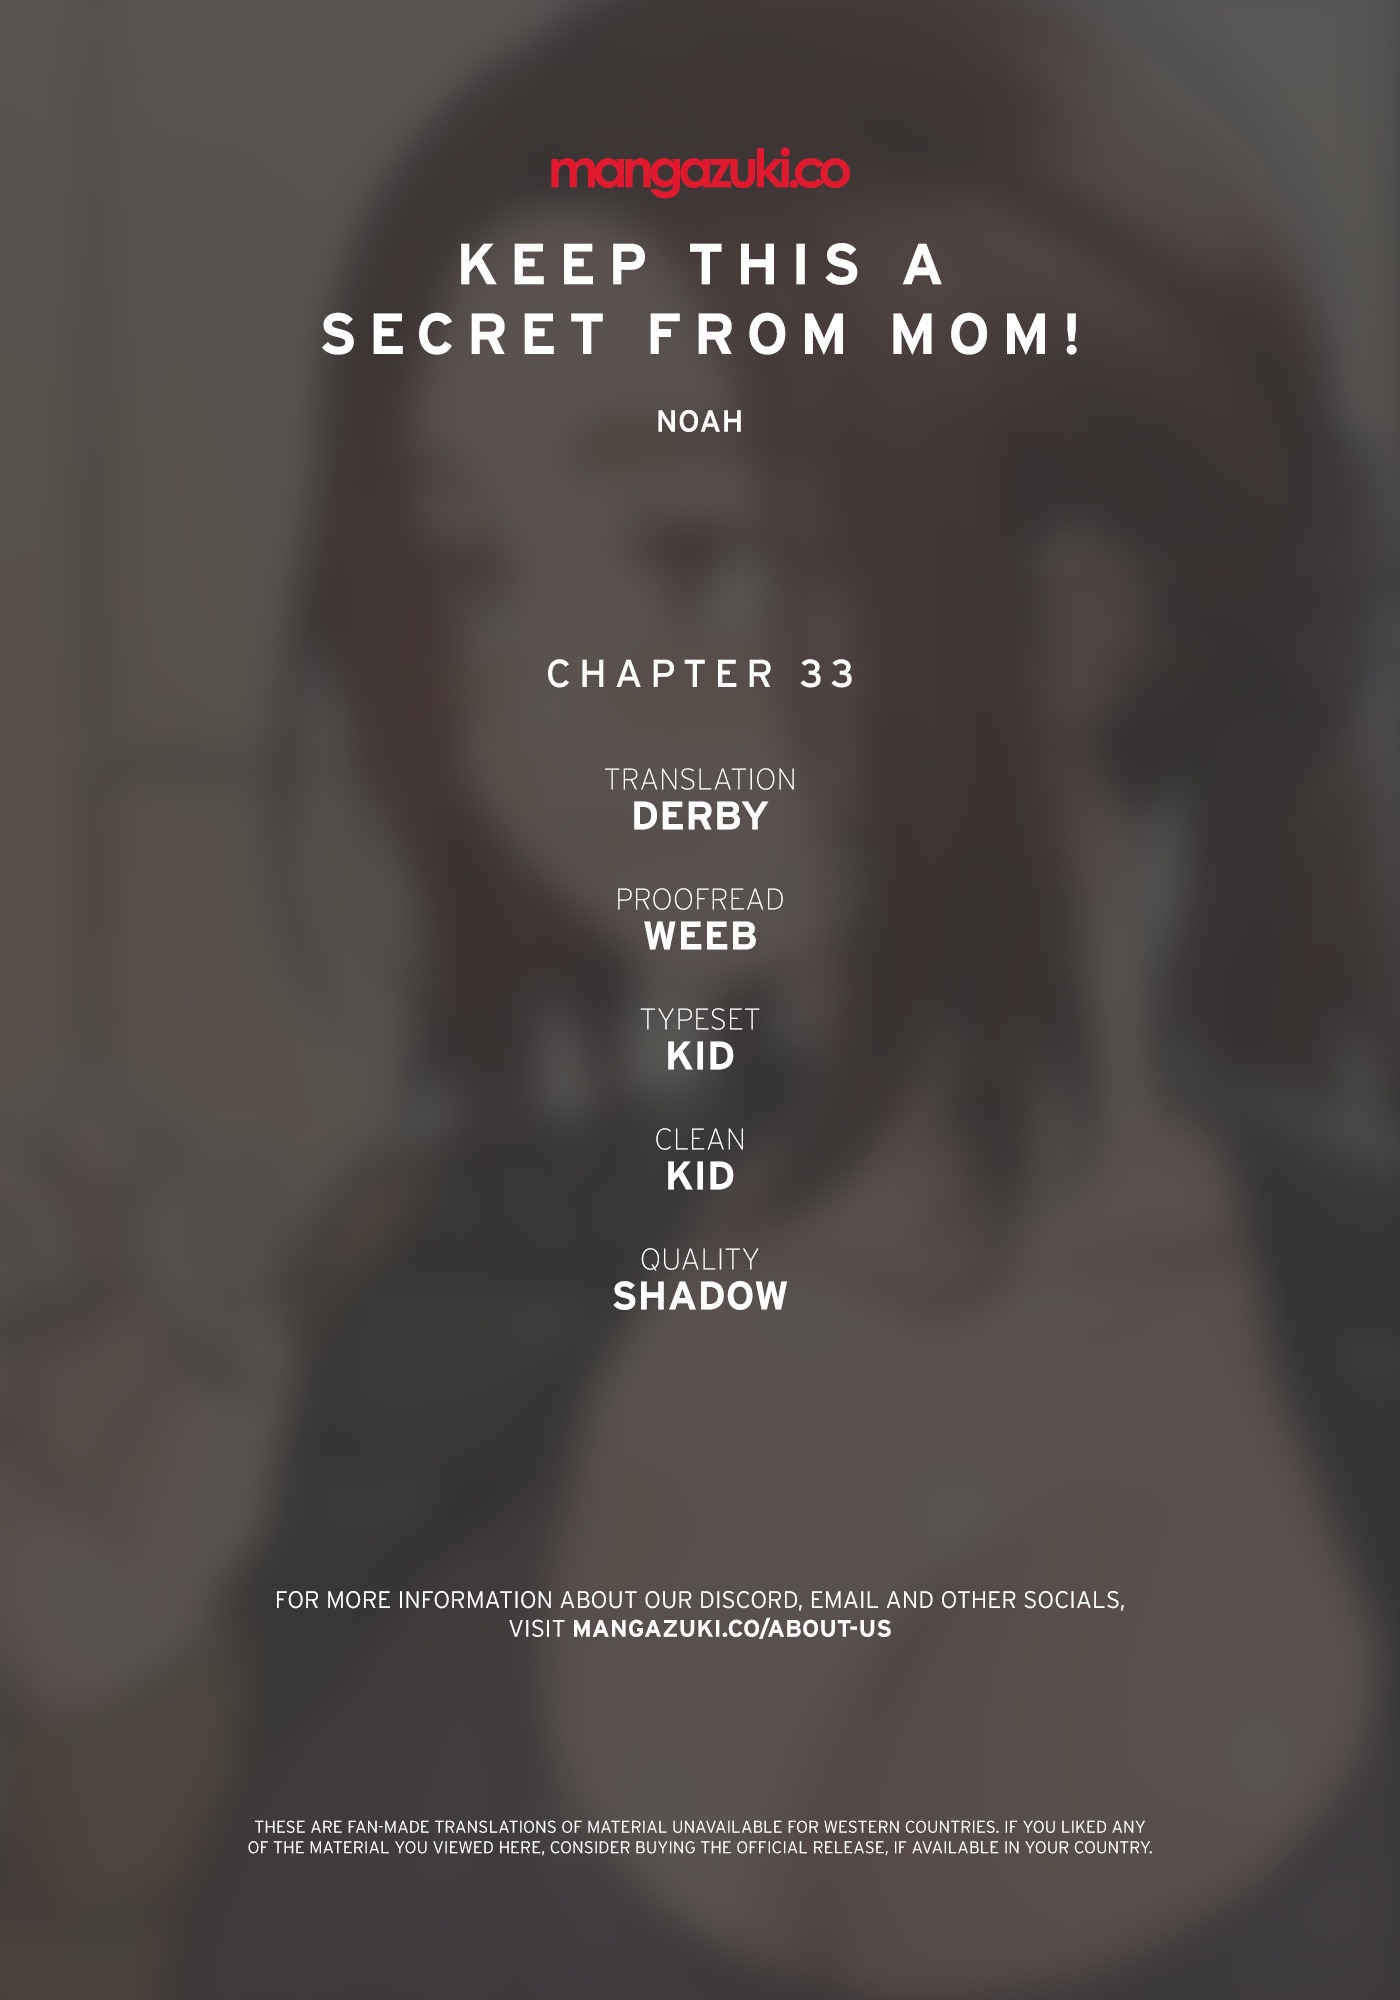 mangazuki.co
KEEP THIS A
SECRET FROM MOM!
NOAH
CHAPTER 33
TRANSLATION
DERBY
PROOFREAD
WEEB
TYPESET
KID
CLEAN
KID
QUALITY
SHADOW
FOR MORE INFORMATION ABOUT OUR DISCORD, EMAIL AND OTHER SOCIALS,
VISIT MANGAZUKI.CO/ABOUT-US
THESE ARE FAN-MADE TRANSLATIONS OF MATERIAL UNAVAILABLE FOR WESTERN COUNTRIES. IF YOU LIKED ANY
OF THE MATERIAL YOU VIEWED HERE, CONSIDER BUYING THE OFFICIAL RELEASE, IF AVAILABLE IN YOUR COUNTRY.